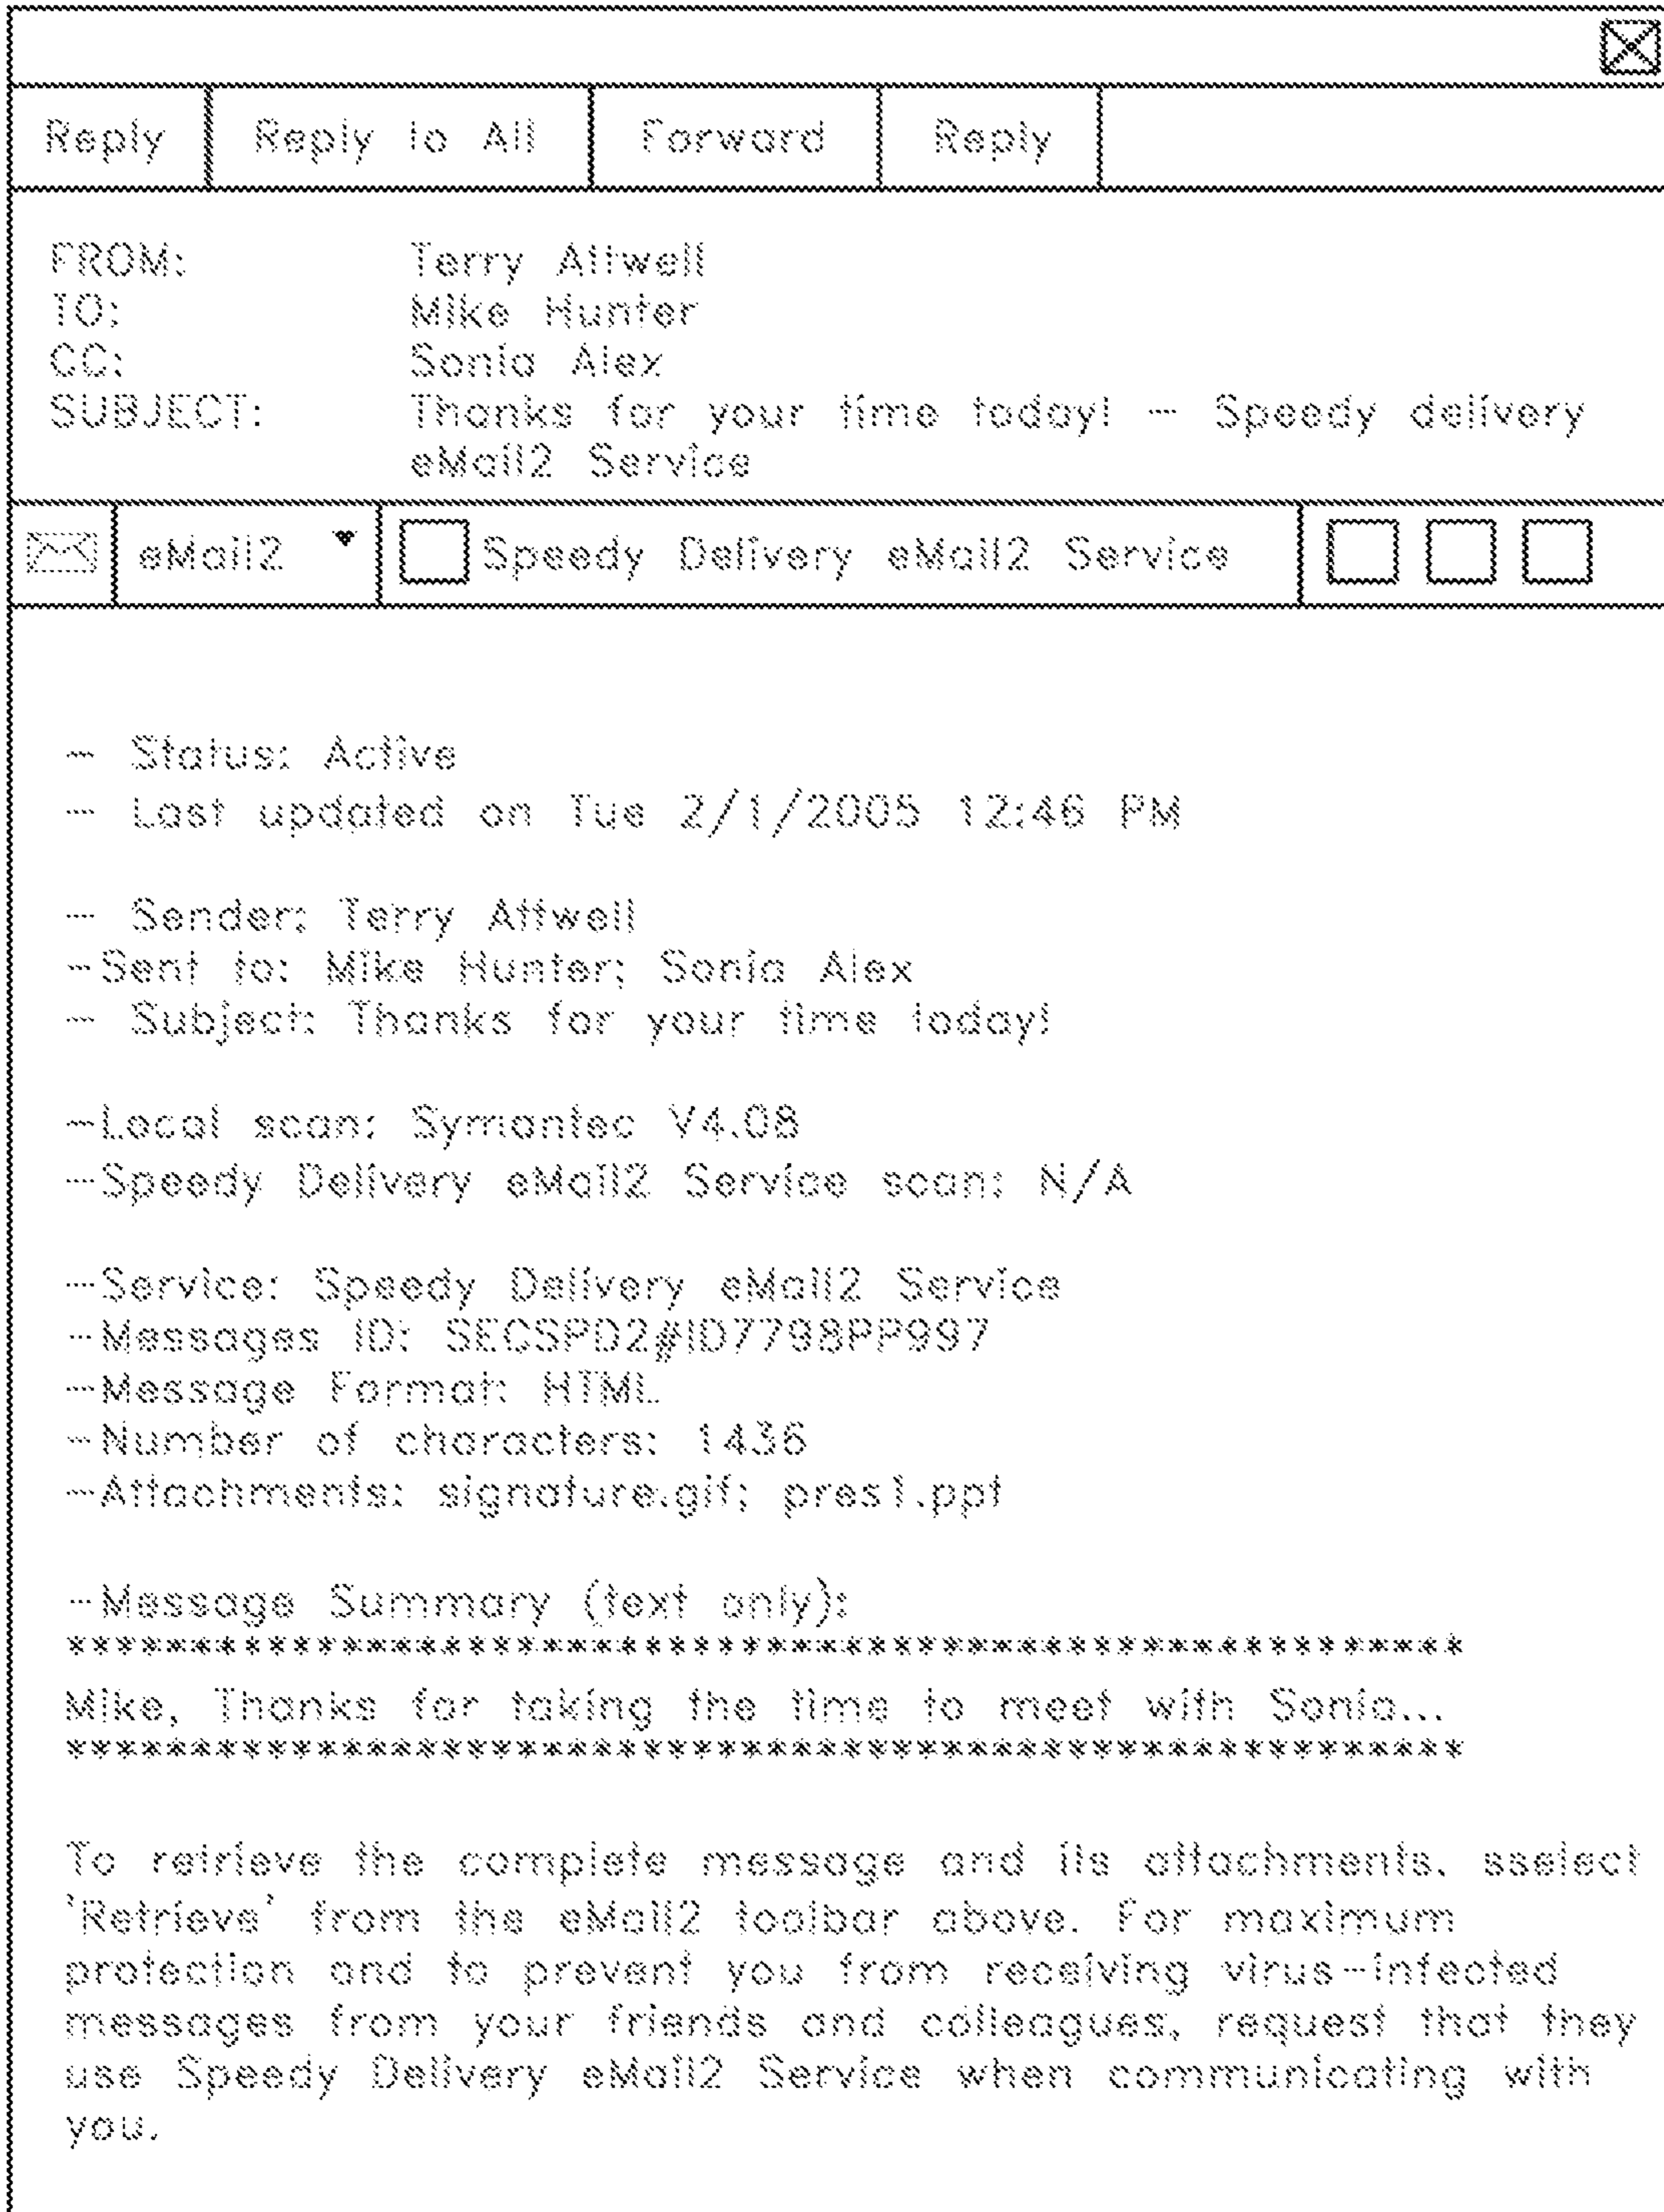 Reply Reply to All Forward Reply
FROM: Terry Attwell
TO: Mike Hunter
CC: Sonia Alex
SUBJECT: Thanks for your time today! - Speedy delivery
eMail2 Service
eMail2 Speedy Delivery eMail2 Service
- Status: Active
- Last updated on Tue 2/1/2005 12:46 PM
- Sender: Terry Attwell
-Sent to: Mike Hunter; Sonia Alex
- Subject: Thanks for your time today!
-Local scan: Symantec V4.08
-Speedy Delivery eMail2 Service scan: N/A
-Service: Speedy Delivery eMail2 Service
-Messages ID: SECSPD2#ID7798PP997
-Message Format: HTML
-Number of characters: 1436
-Attachments: signature.gif; pres1.ppt
-Message Summary (text only):
********************************************************
Mike, Thanks for taking the time to meet with Sonia...
********************************************************
To retrieve the complete message and its attachments, sselect
'Retrieve' from the eMail2 toolbar above. For maximum
protection and to prevent you from receiving virus-infected
messages from your friends and colleagues, request that they
use Speedy Delivery eMail2 Service when communicating with
you.